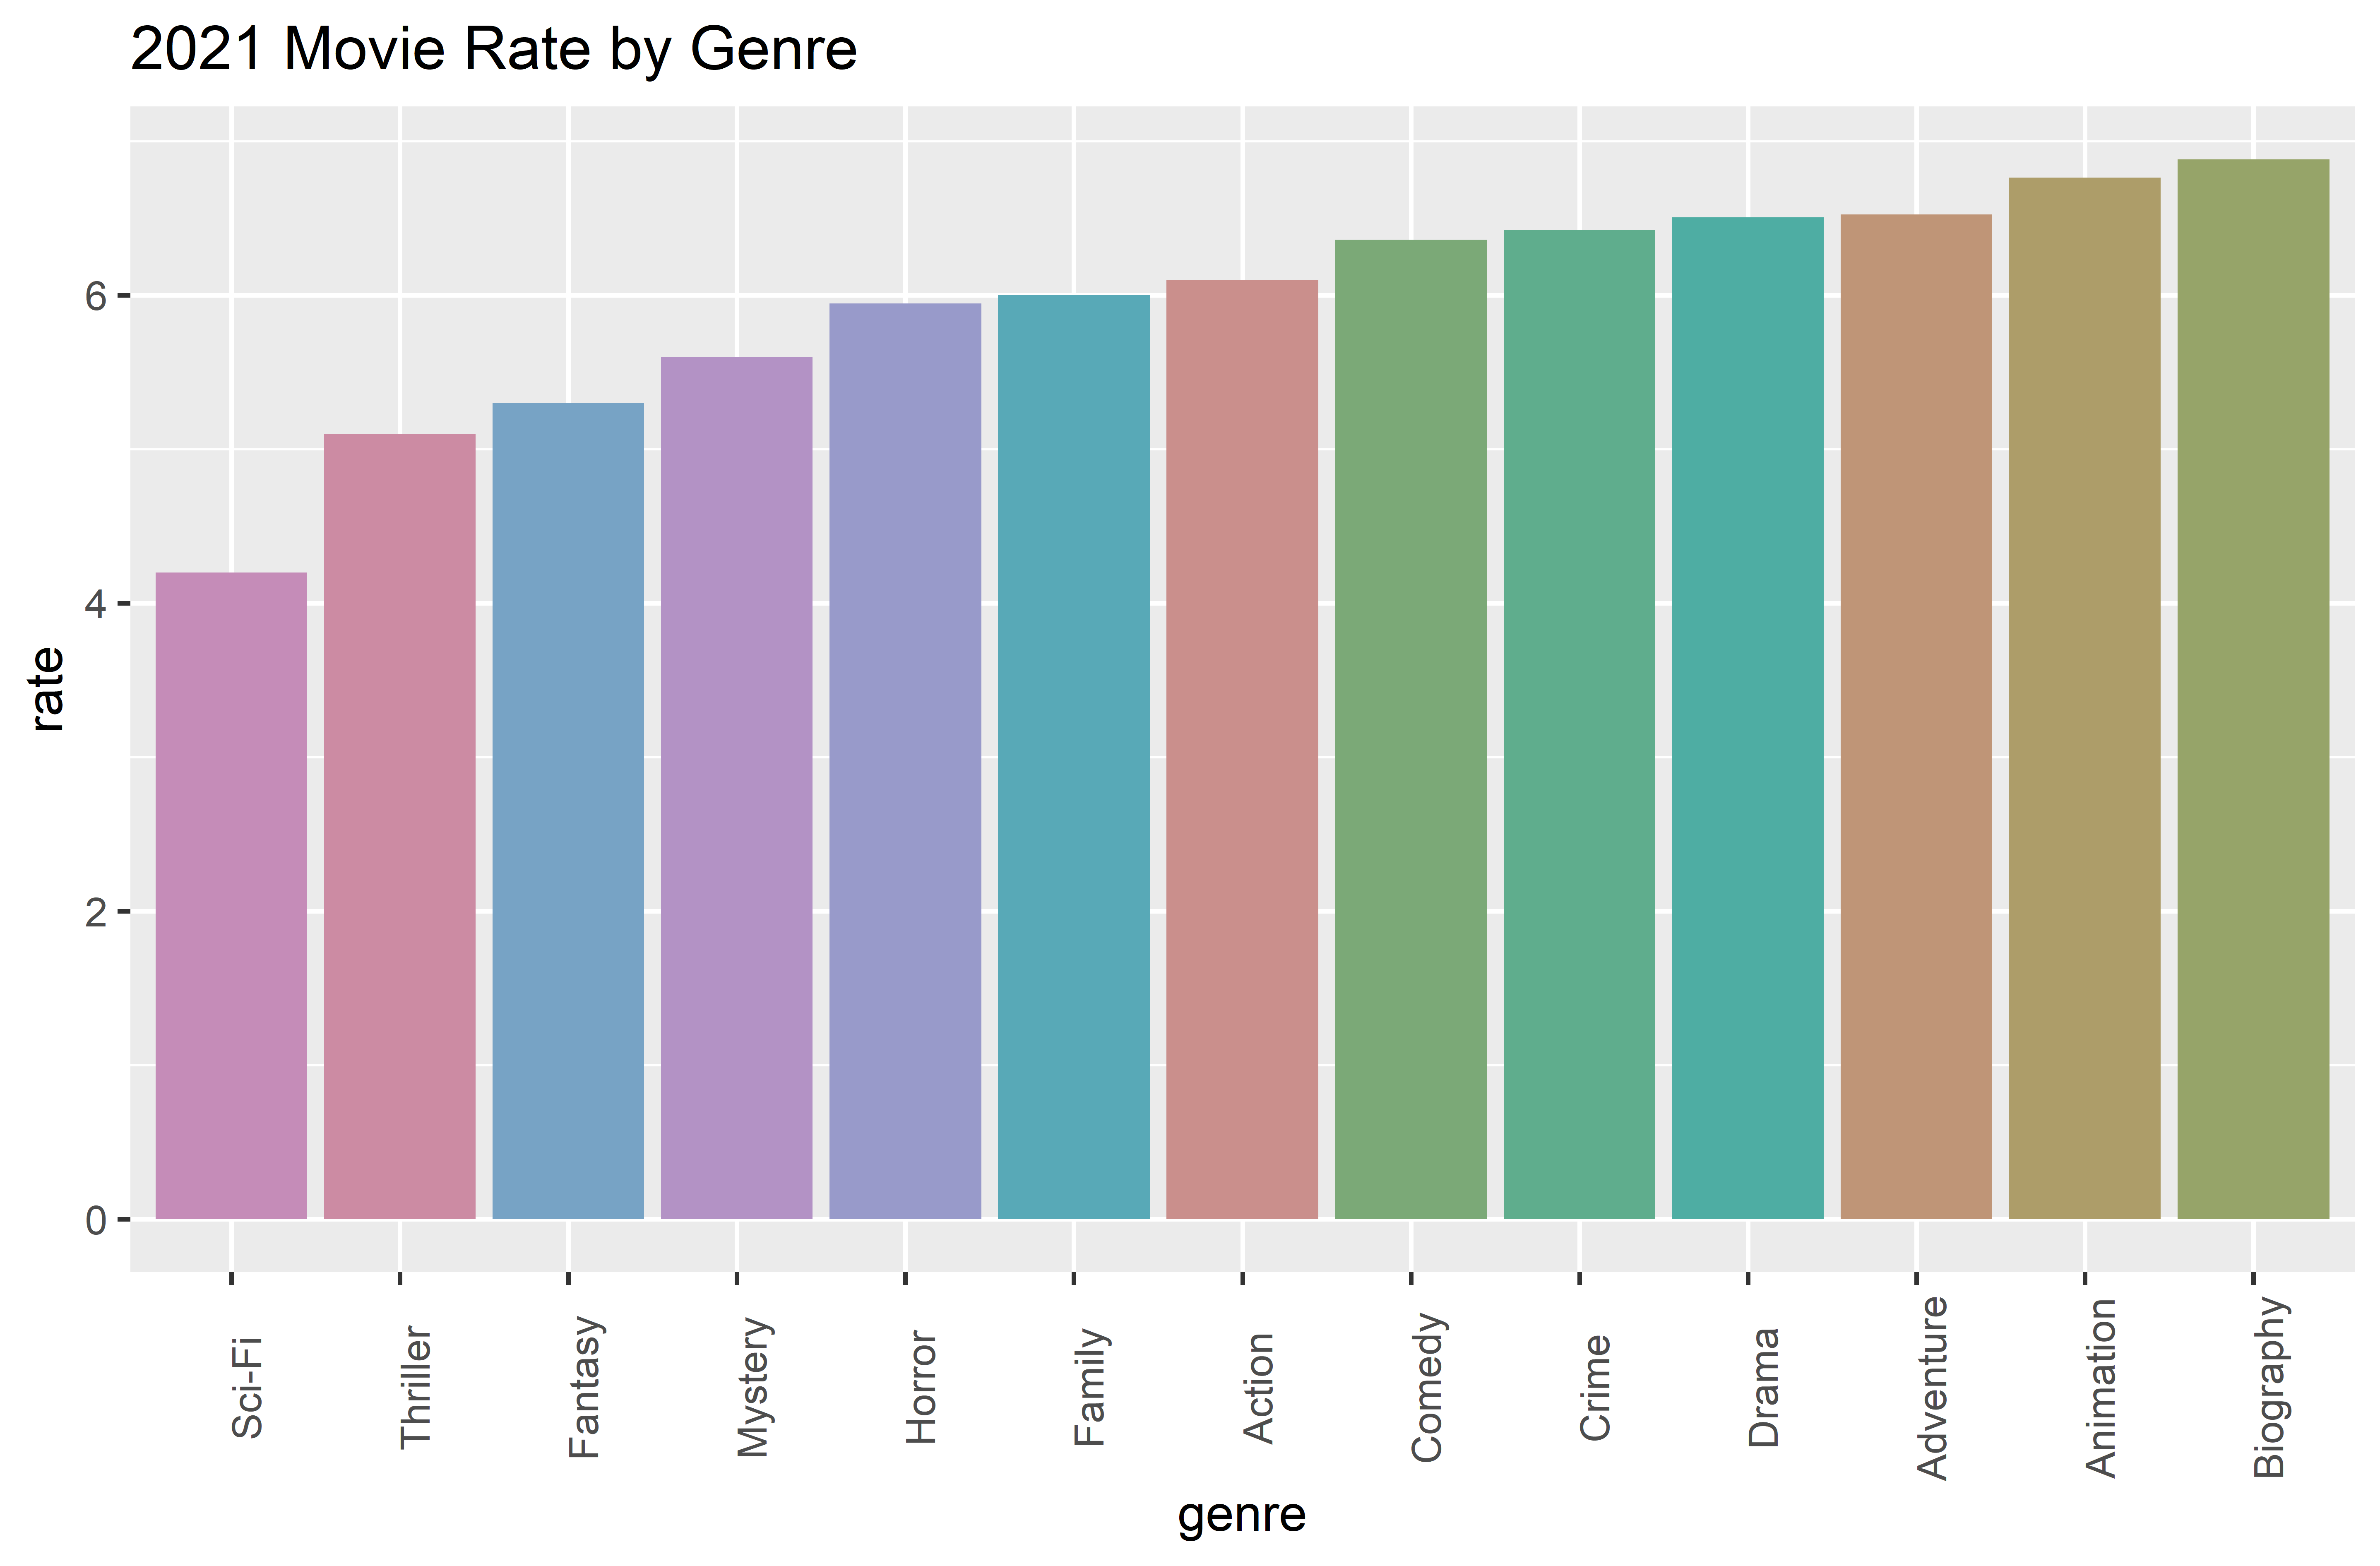 2021 Movie Rate by Genre
6
4
2
0
rate
Sci-Fi
Thriller
Fantasy
Mystery
Horror
Family
Action
Comedy
Crime
Drama
Adventure
Animation
Biography
genre